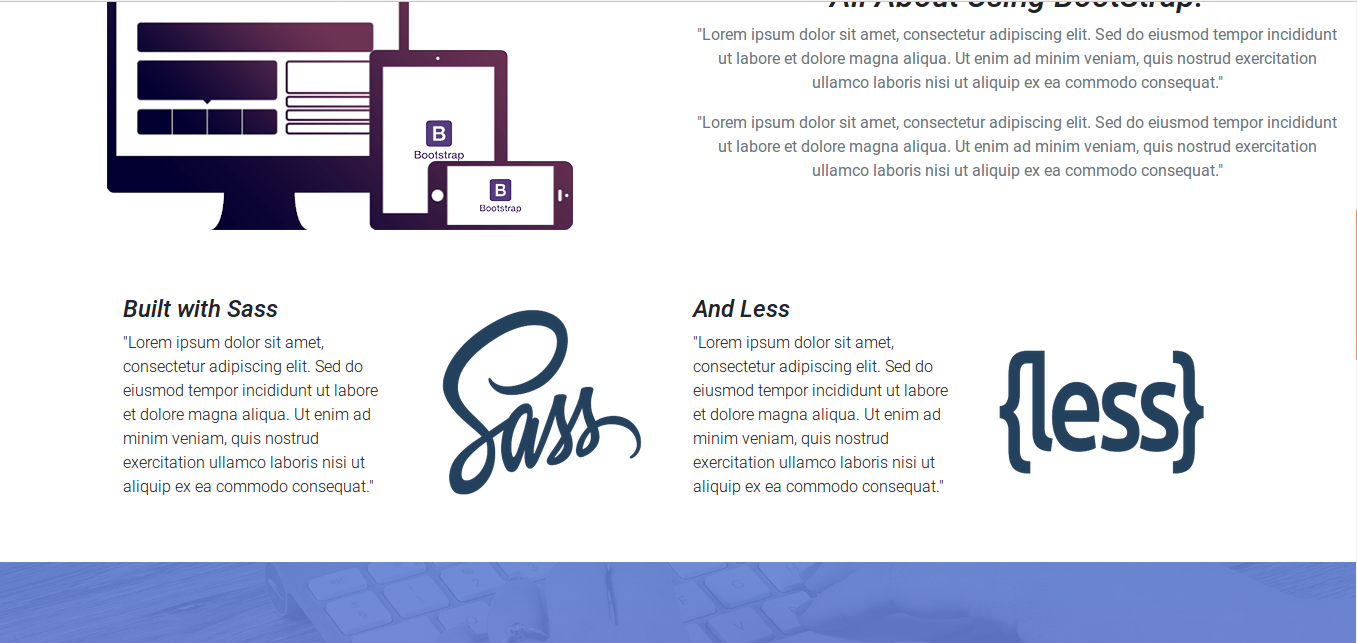 All About Using BootStrap!
"Lorem ipsum dolor sit amet, consectetur adipiscing elit. Sed do eiusmod tempor incididunt
ut labore et dolore magna aliqua. Ut enim ad minim veniam, quis nostrud exercitation
ullamco laboris nisi ut aliquip ex ea commodo consequat."
"Lorem ipsum dolor sit amet, consectetur adipiscing elit. Sed do eiusmod tempor incididunt
ut labore et dolore magna aliqua. Ut enim ad minim veniam, quis nostrud exercitation
ullamco laboris nisi ut aliquip ex ea commodo consequat."
B
Bootstrap
B
Bootstrap
Built with Sass
"Lorem ipsum dolor sit amet,
consectetur adipiscing elit. Sed do
eiusmod tempor incididunt ut labore
et dolore magna aliqua. Ut enim ad
minim veniam, quis nostrud
exercitation ullamco laboris nisi ut
aliquip ex ea commodo consequat."
Sass
And Less
"Lorem ipsum dolor sit amet,
consectetur adipiscing elit. Sed do
eiusmod tempor incididunt ut labore
et dolore magna aliqua. Ut enim ad
minim veniam, quis nostrud
exercitation ullamco laboris nisi ut
aliquip ex ea commodo consequat."
{less}